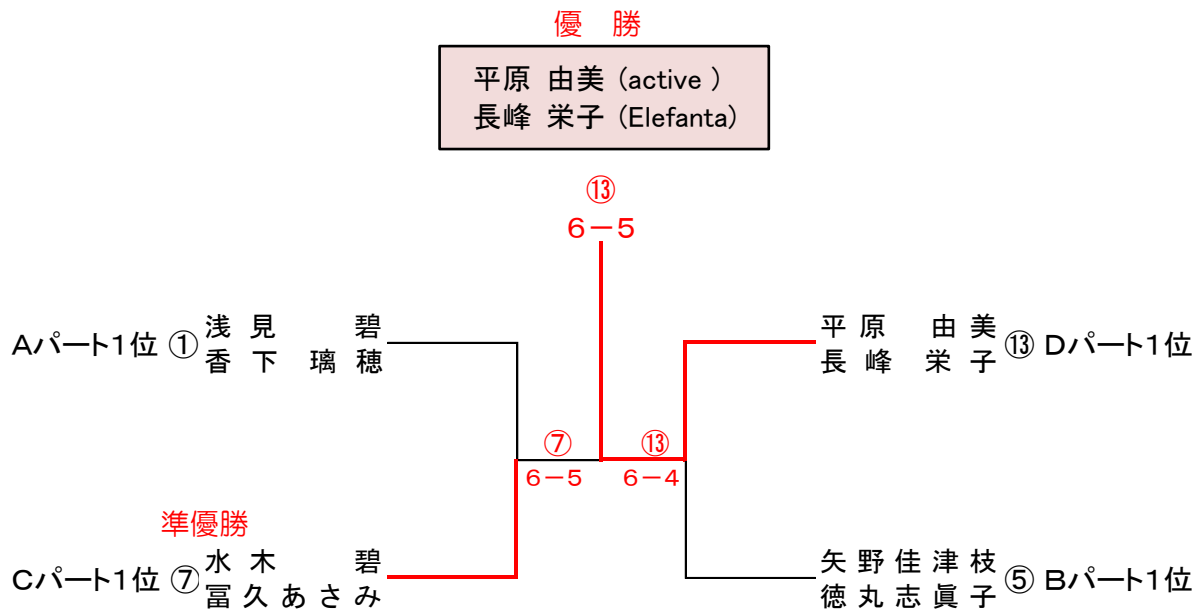 優 勝
平原 由美 (active )
長峰 栄子 (Elefanta)
⑬
6-5
Aパート1位 ① 浅見 碧
香下 璃穂
平原 由美 ⑬ Dパート1位
長峰 栄子
⑦ ⑬
6-5 6-4
準優勝
Cパート1位 ⑦ 水木 碧
冨久あさみ
矢野佳津枝 ⑤ Bパート1位
徳丸志眞子